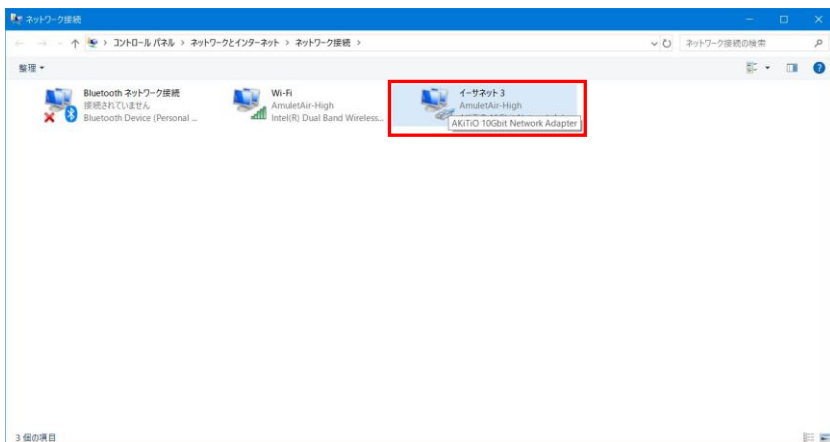 ネットワーク接続
コントロール パネル > ネットワークとインターネット > ネットワーク接続 >
ネットワーク接続の検索
整理
Bluetooth ネットワーク接続
接続されていません
Bluetooth Device (Personal ...
Wi-Fi
AmuletAir-High
Intel(R) Dual Band Wireless...
イーサネット 3
AmuletAir-High
AKiTiO 10Gbit Network Adapter
3 個の項目